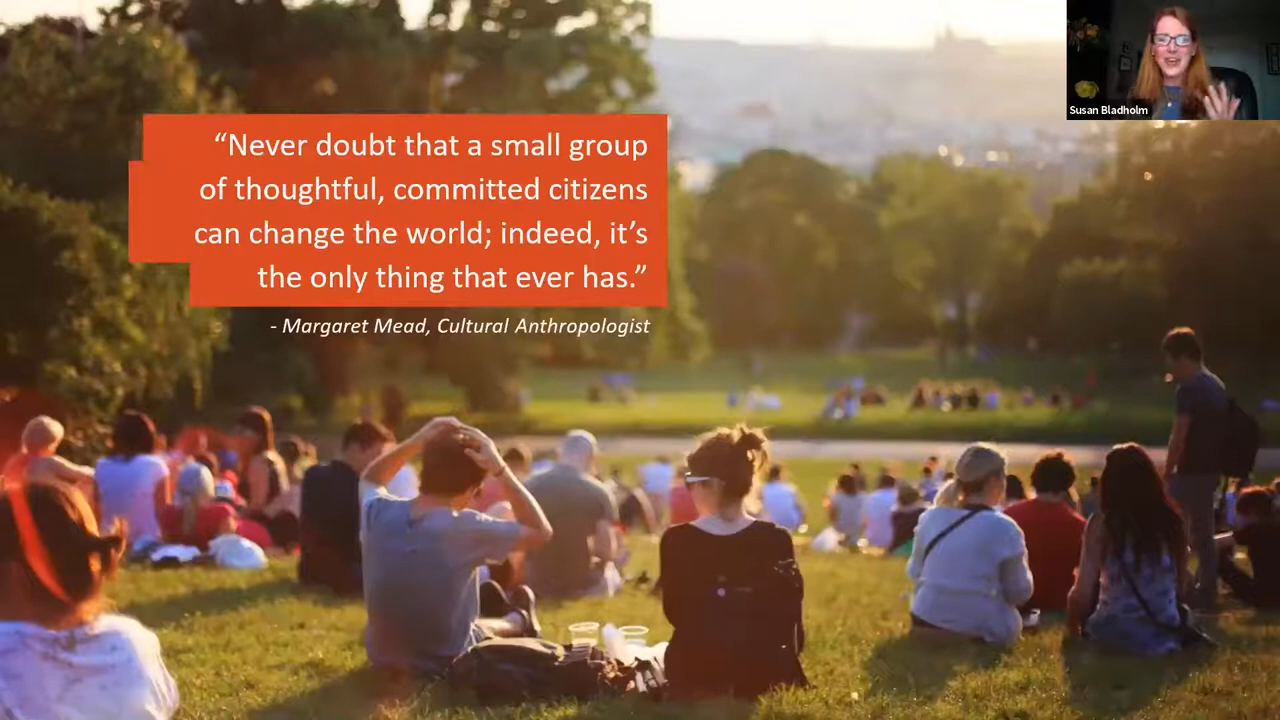 “Never doubt that a small group
of thoughtful, committed citizens
can change the world; indeed, it’s
the only thing that ever has.”
- Margaret Mead, Cultural Anthropologist
Susan Bladholm